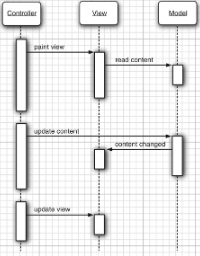 Controller View Model
paint view
read content
update content
content changed
update view